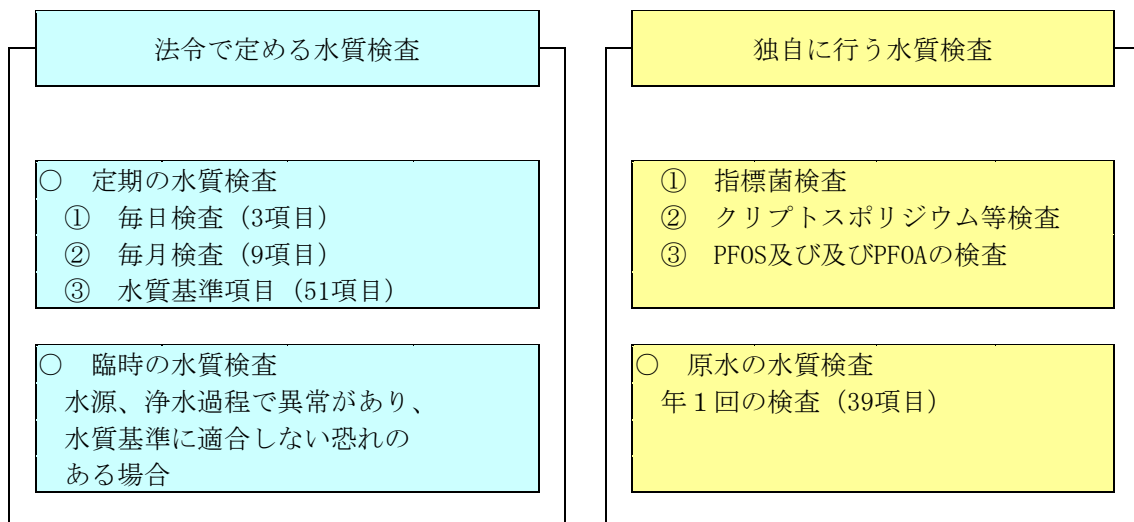 法令で定める水質検査
○　定期の水質検査
①　毎日検査（3項目）
②　毎月検査（9項目）
③　水質基準項目（51項目）
○　臨時の水質検査
水源、浄水過程で異常があり、
水質基準に適合しない恐れの
ある場合
独自に行う水質検査
①　指標菌検査
②　クリプトスポリジウム等検査
③　PFOS及び及びPFOAの検査
○　原水の水質検査
年１回の検査（39項目）